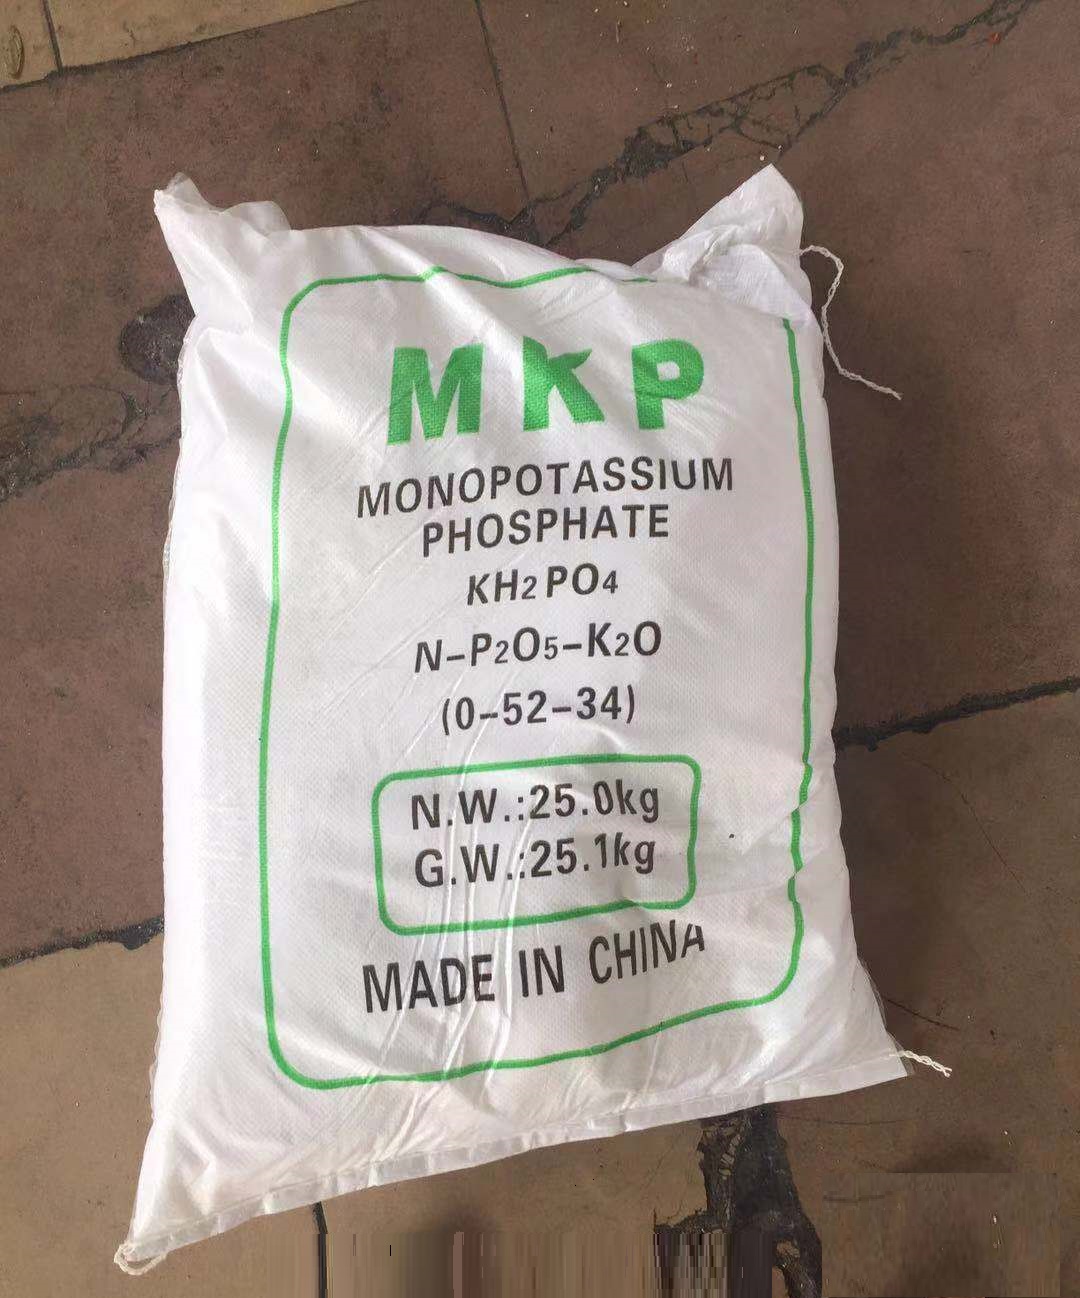 MKP
MONOPOTASSIUM
PHOSPHATE
KH2PO4
N-P2O5-K2O
(0-52-34)
N.W.:25.0kg
G.W.:25.1kg
MADE IN CHINA